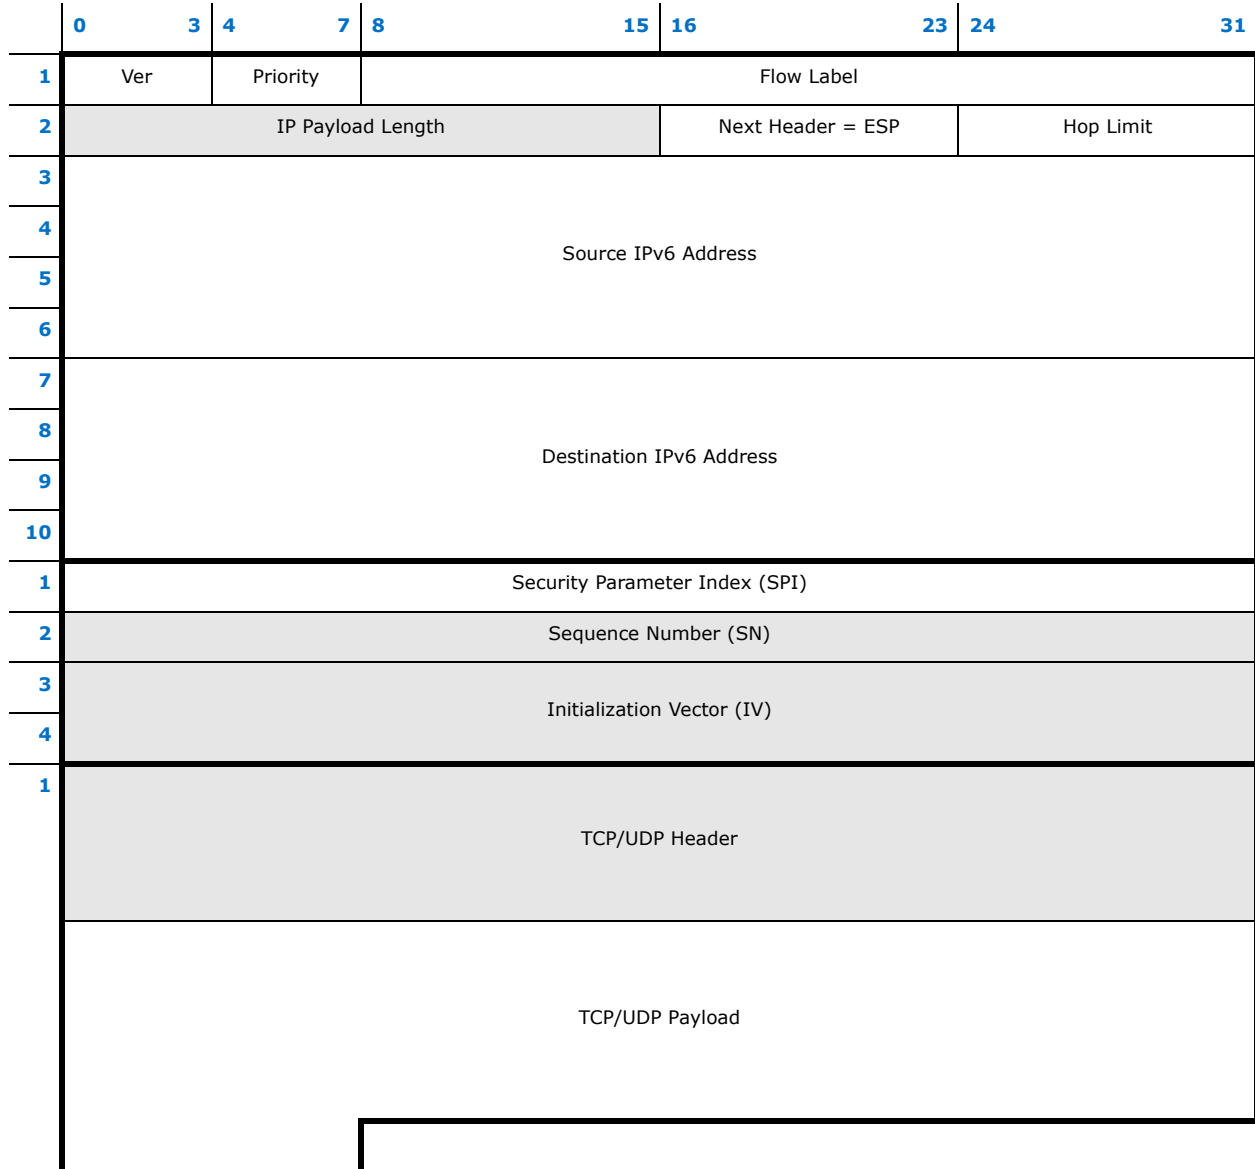 0 3 4 7 8 15 16 23 24 31
1 Ver Priority Flow Label
2 IP Payload Length Next Header = ESP Hop Limit
3
4
Source IPv6 Address
5
6
7
8
Destination IPv6 Address
9
10
1 Security Parameter Index (SPI)
2 Sequence Number (SN)
3
Initialization Vector (IV)
4
1
TCP/UDP Header
TCP/UDP Payload